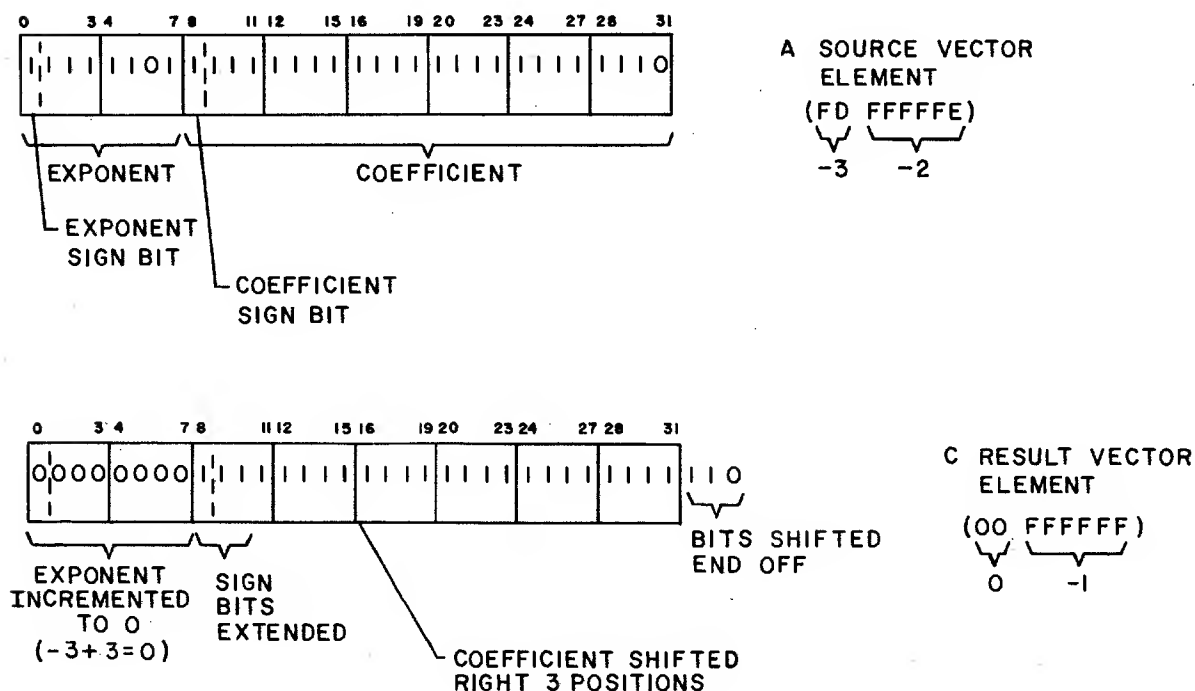 0 3 4 7 8 11 12 15 16 19 20 23 24 27 28 31
1 1 1 1 1 1 0 1 1 1 1 1 1 1 1 1 1 1 1 1 1 1 1 1 1 1 1 1 1 1 1 0
EXPONENT COEFFICIENT
EXPONENT
SIGN BIT
COEFFICIENT
SIGN BIT
A SOURCE VECTOR
ELEMENT
(FD FFFFFE)
-3 -2
0 3 4 7 8 11 12 15 16 19 20 23 24 27 28 31
0 0 0 0 0 0 0 0 1 1 1 1 1 1 1 1 1 1 1 1 1 1 1 1 1 1 1 1 1 1 1 1 1 1 0
EXPONENT
INCREMENTED
TO 0
(-3+3=0)
SIGN
BITS
EXTENDED
COEFFICIENT SHIFTED
RIGHT 3 POSITIONS
BITS SHIFTED
END OFF
C RESULT VECTOR
ELEMENT
(00 FFFFFF)
0 -1